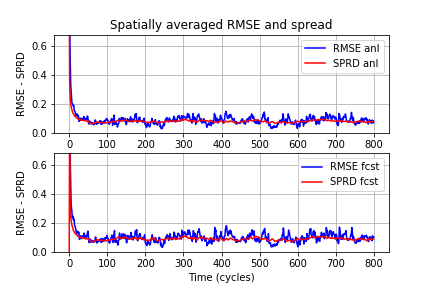 Spatially averaged RMSE and spread
RMSE - SPRD
0.6
0.4
0.2
0.0
RMSE anl
SPRD anl
0 100 200 300 400 500 600 700 800
RMSE - SPRD
0.6
0.4
0.2
0.0
RMSE fcst
SPRD fcst
0 100 200 300 400 500 600 700 800
Time (cycles)